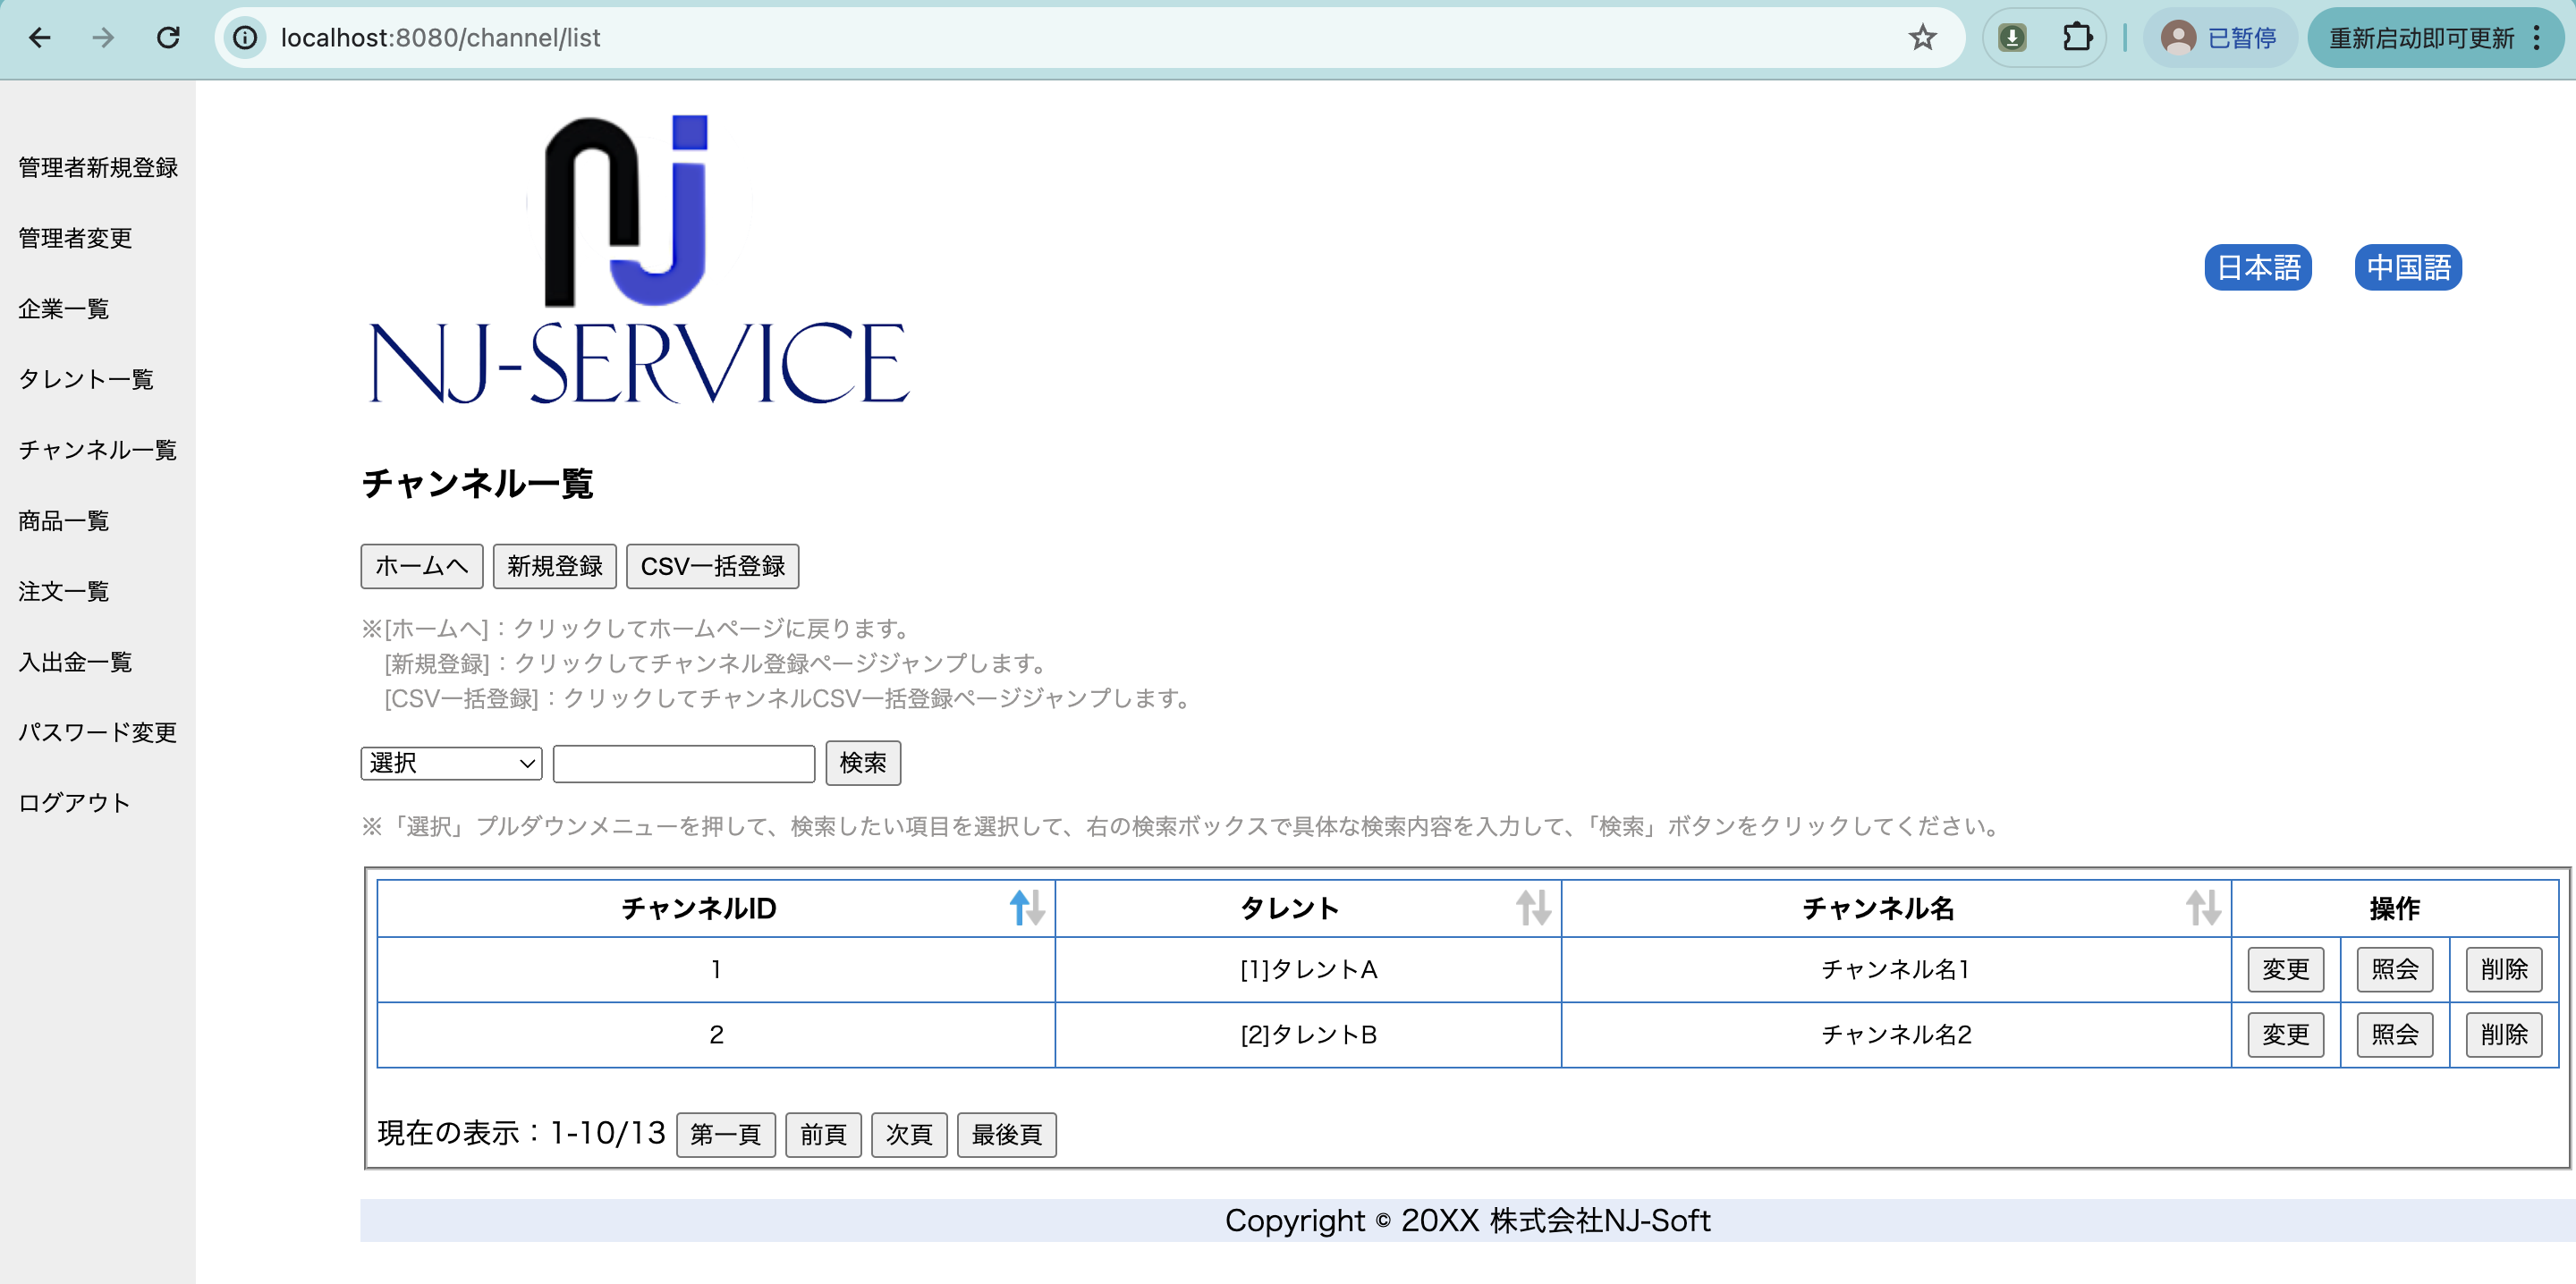 localhost:8080/channel/list
已暂停
重新启动即可更新
管理者新規登録
管理者変更
企業一覧
タレント一覧
チャンネル一覧
商品一覧
注文一覧
入出金一覧
パスワード変更
ログアウト
nj
NJ-SERVICE
日本語 中国語
チャンネル一覧
ホームへ 新規登録 CSV一括登録
※[ホームへ]：クリックしてホームページに戻ります。
[新規登録]：クリックしてチャンネル登録ページジャンプします。
[CSV一括登録]：クリックしてチャンネルCSV一括登録ページジャンプします。
選択 検索
※「選択」プルダウンメニューを押して、検索したい項目を選択して、右の検索ボックスで具体な検索内容を入力して、「検索」ボタンをクリックしてください。
チャンネルID タレント チャンネル名 操作
1 [1]タレントA チャンネル名1 変更 照会 削除
2 [2]タレントB チャンネル名2 変更 照会 削除
現在の表示：1-10/13 第一頁 前頁 次頁 最後頁
Copyright © 20XX 株式会社NJ-Soft